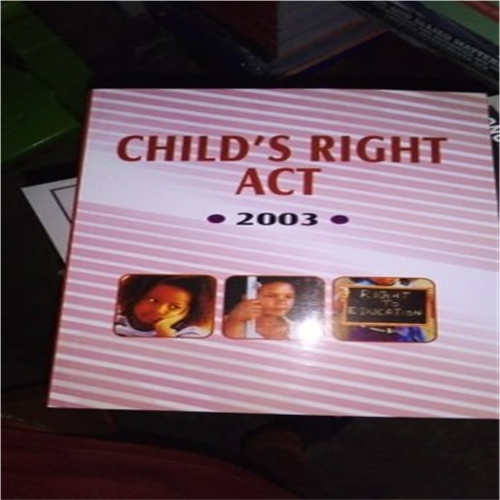 CHILD'S RIGHT
ACT
• 2003 •
RIGHT
TO
EDUCATION